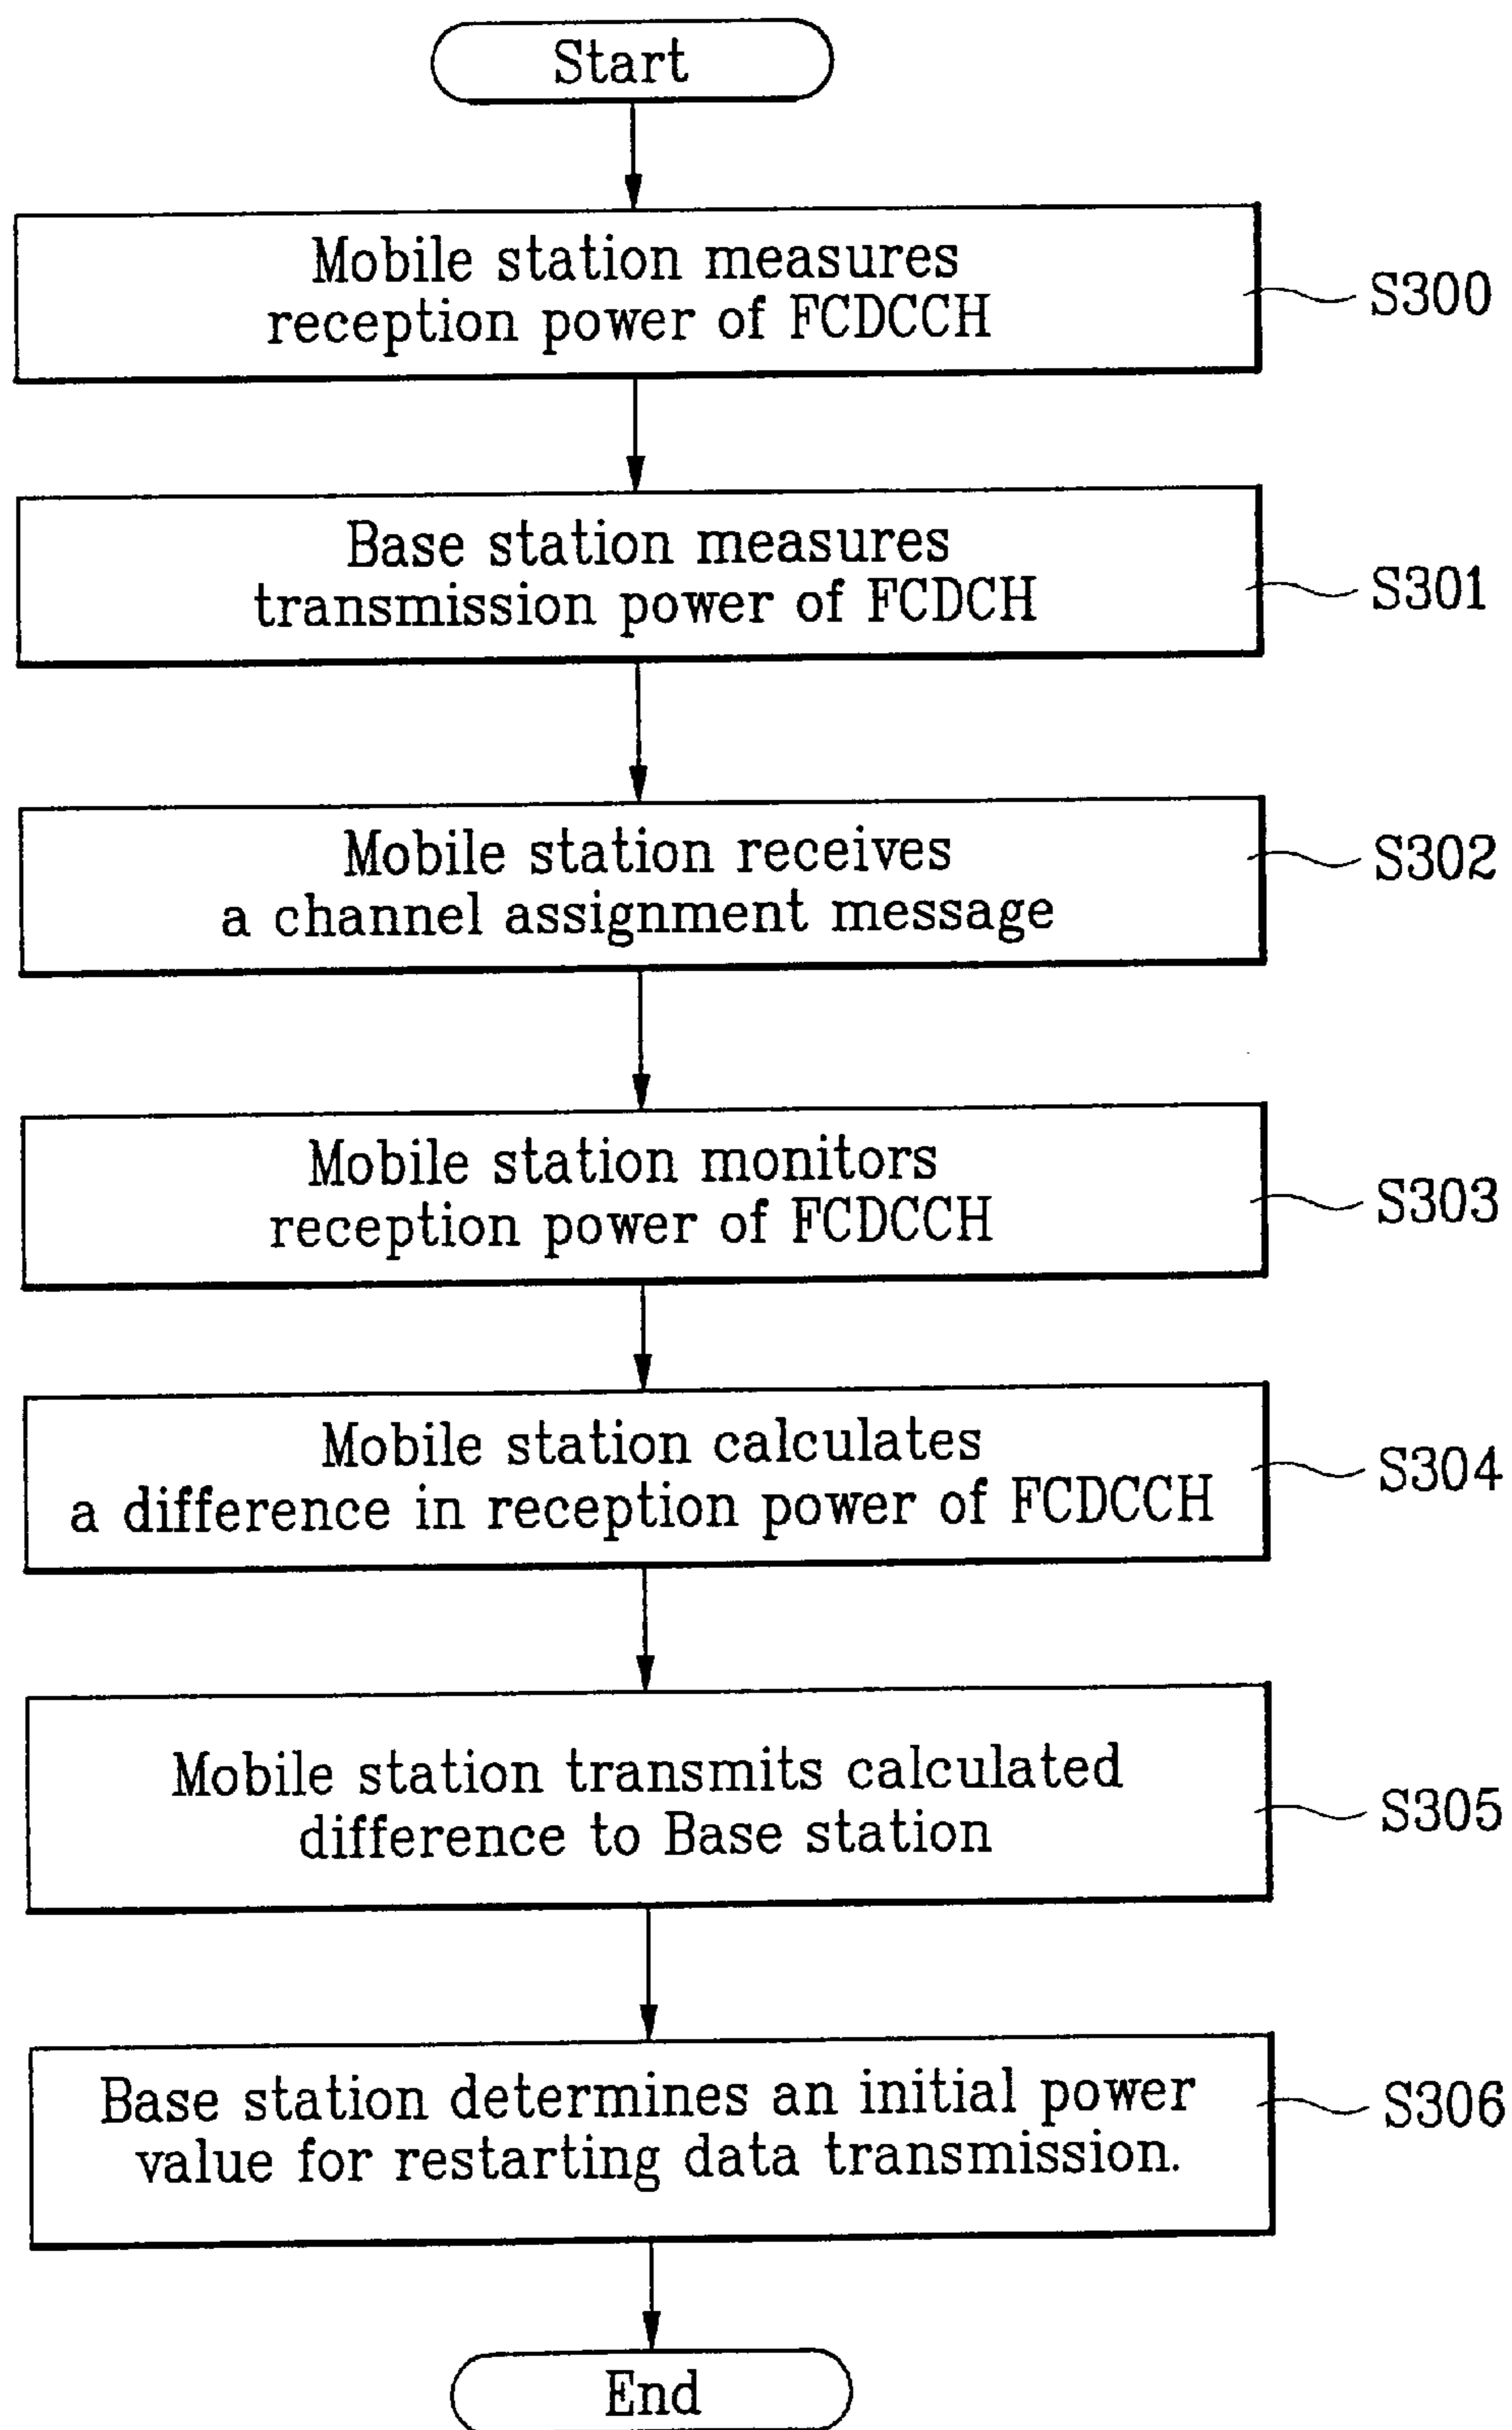 Start
Mobile station measures
reception power of FCDCCH
S300
Base station measures
transmission power of FCDCH
S301
Mobile station receives
a channel assignment message
S302
Mobile station monitors
reception power of FCDCCH
S303
Mobile station calculates
a difference in reception power of FCDCCH
S304
Mobile station transmits calculated
difference to Base station
S305
Base station determines an initial power
value for restarting data transmission.
S306
End